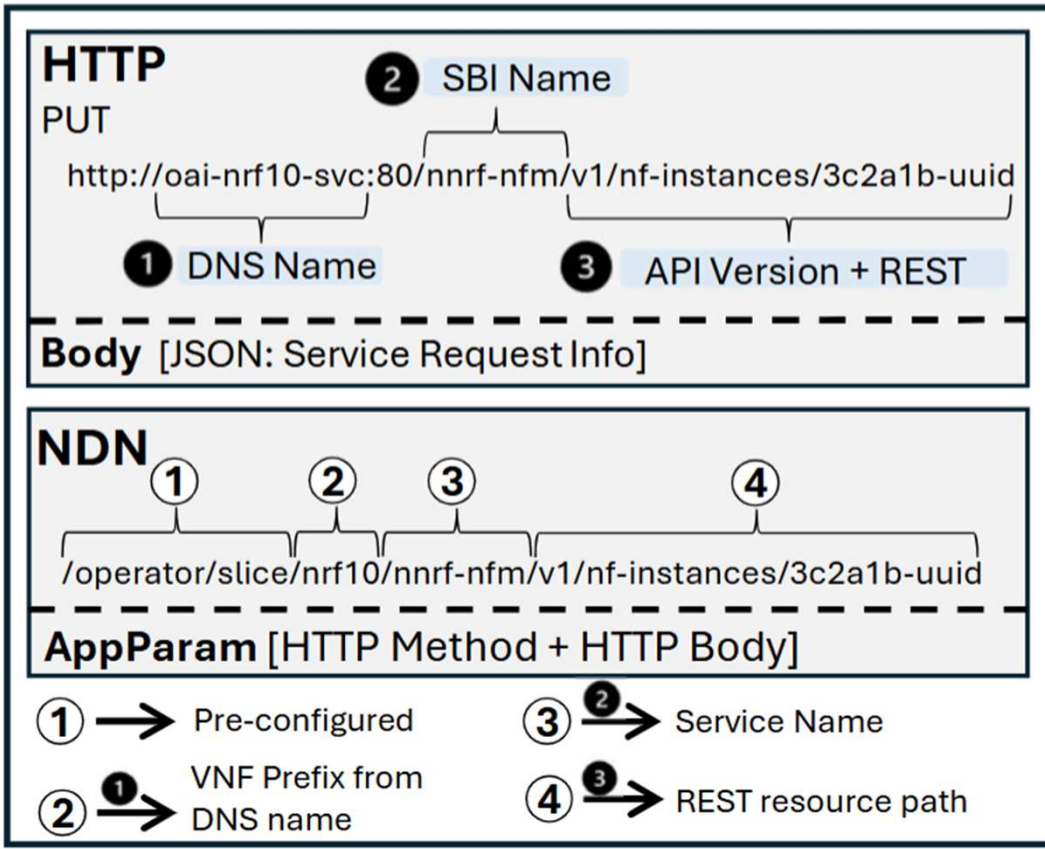 HTTP
2 SBI Name
PUT
http://oai-nrf10-svc:80/nnrf-nfm/v1/nf-instances/3c2a1b-uuid
1 DNS Name
3 API Version + REST
Body [JSON: Service Request Info]
NDN
1 2 3 4
/operator/slice/nrf10/nnrf-nfm/v1/nf-instances/3c2a1b-uuid
AppParam [HTTP Method + HTTP Body]
1 Pre-configured
3 2 Service Name
2 1 VNF Prefix from
DNS name
4 3 REST resource path